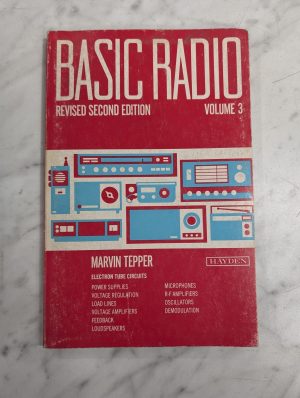 BASIC RADIO
REVISED SECOND EDITION VOLUME 3
MARVIN TEPPER
HAYDEN
ELECTRON TUBE CIRCUITS
POWER SUPPLIES
VOLTAGE REGULATION
LOAD LINES
VOLTAGE AMPLIFIERS
FEEDBACK
LOUDSPEAKERS
MICROPHONES
R-F AMPLIFIERS
OSCILLATORS
DEMODULATION